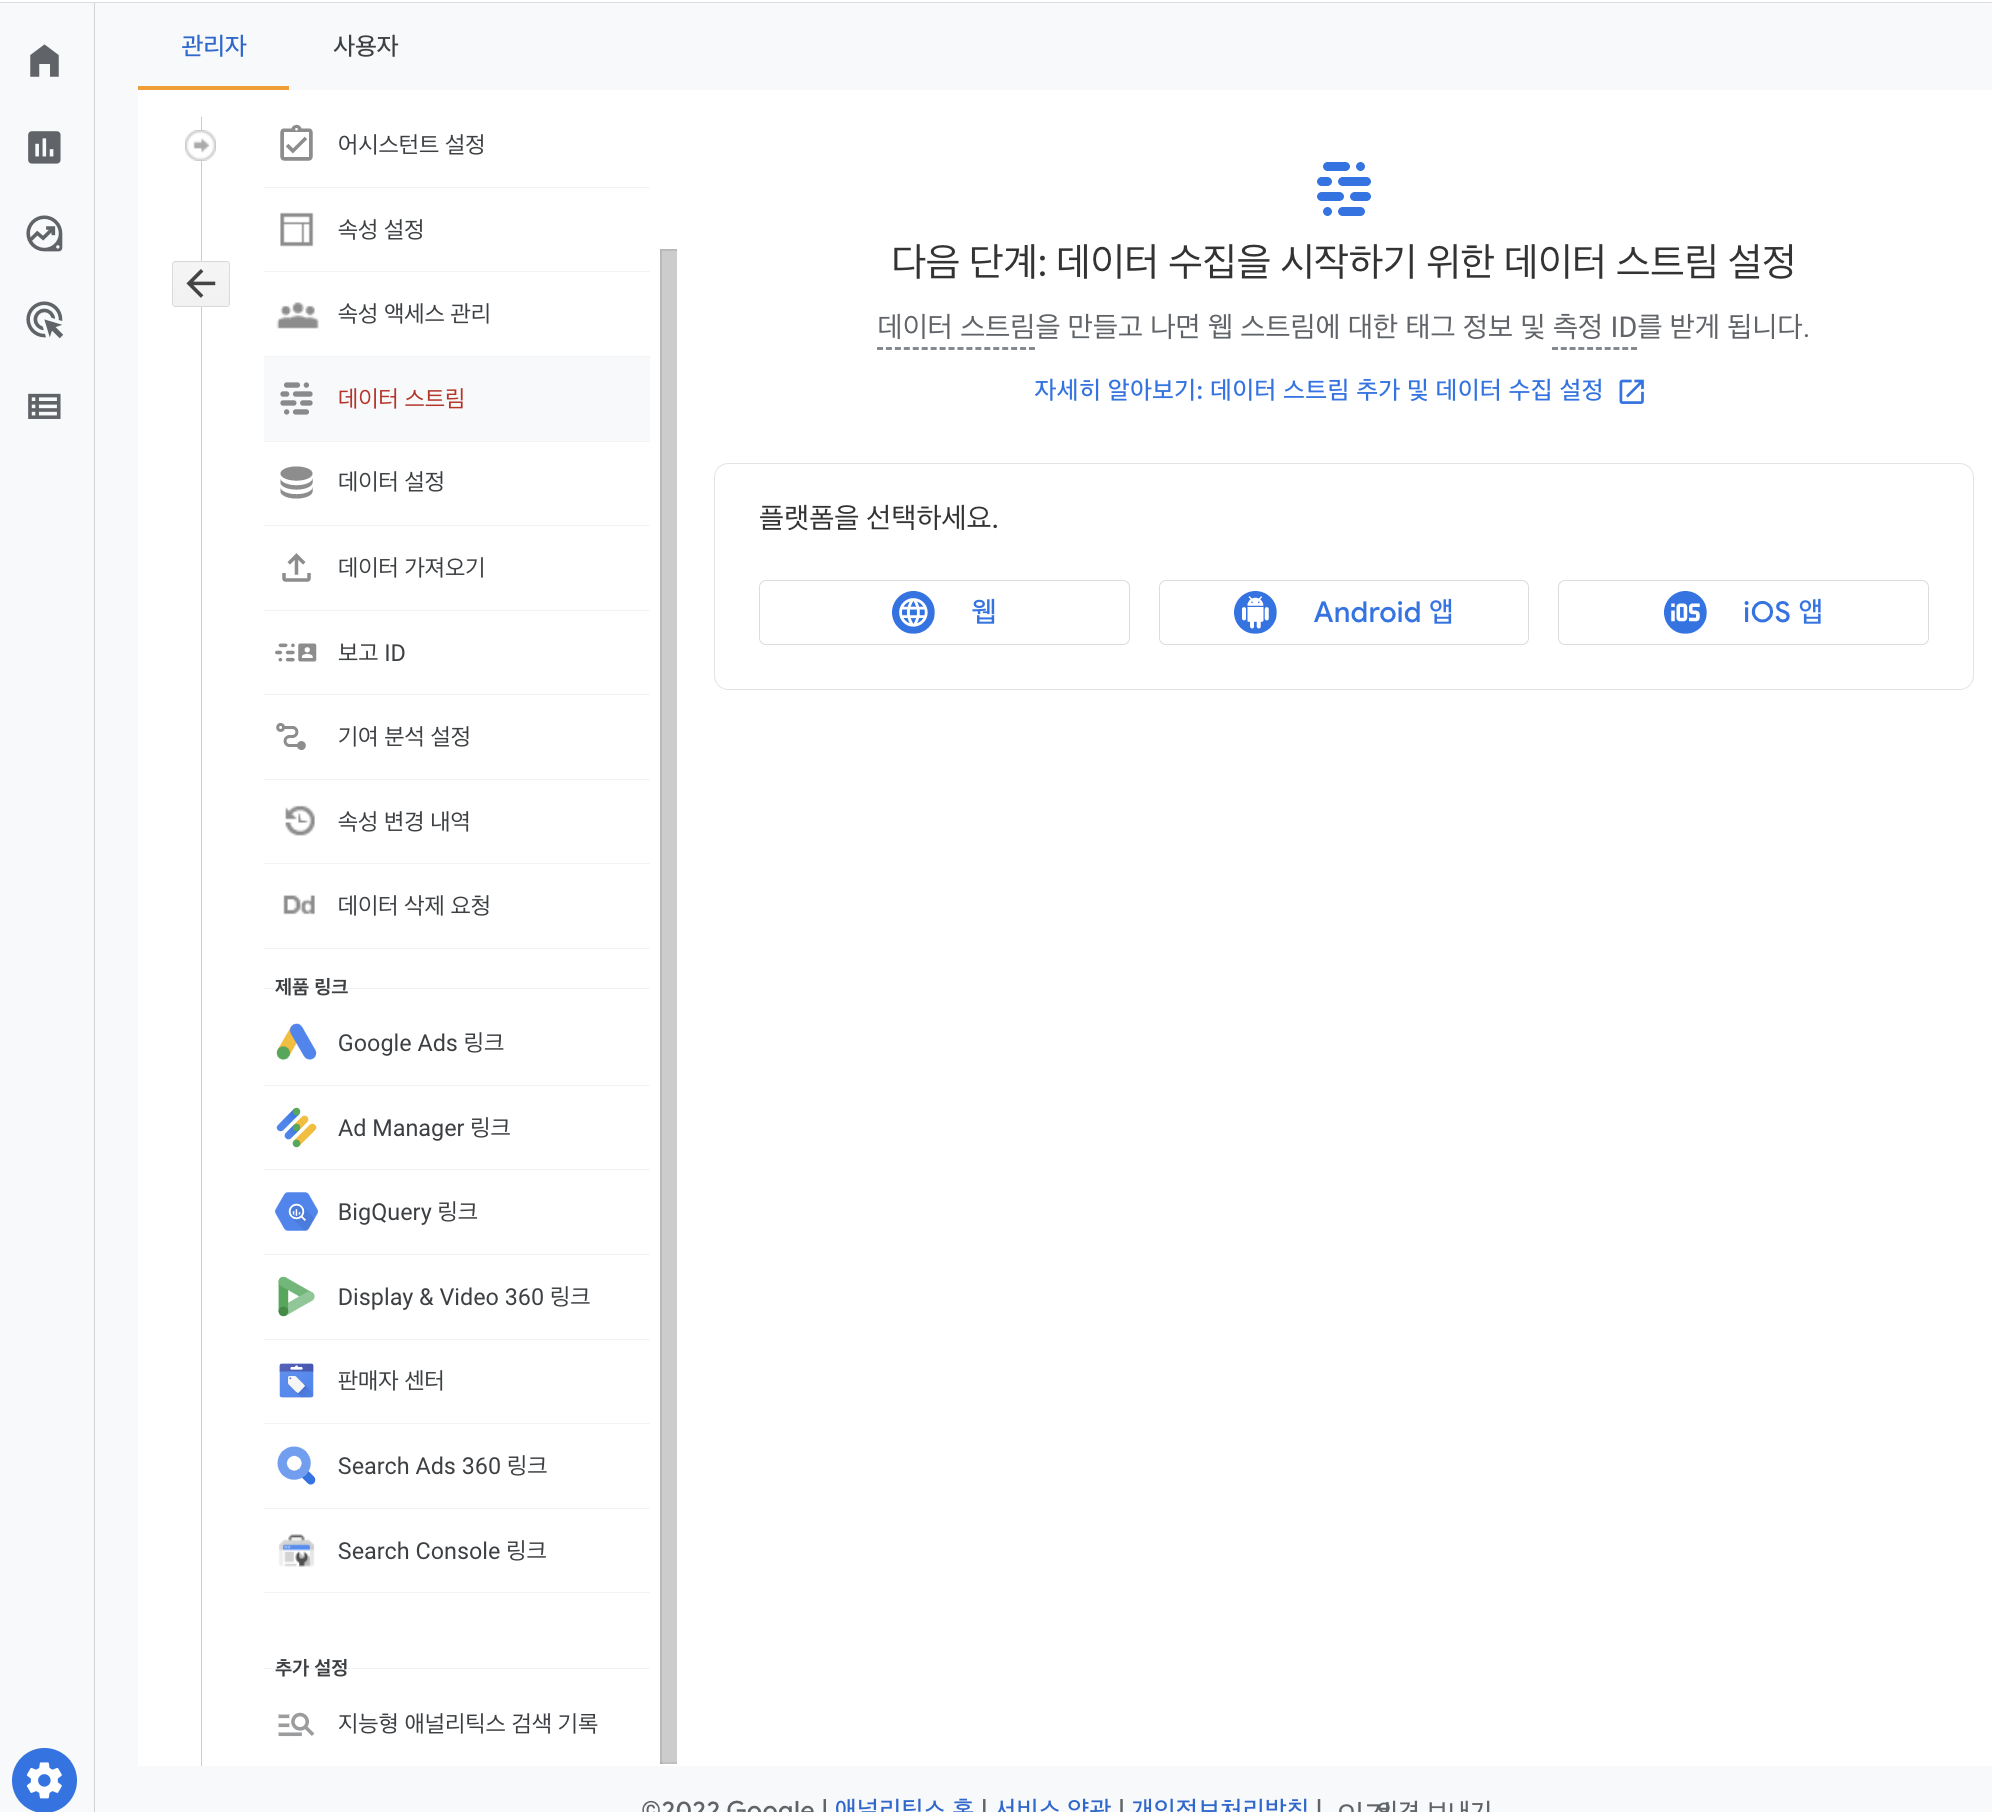 관리자
사용자
어시스턴트 설정
속성 설정
속성 액세스 관리
데이터 스트림
데이터 설정
데이터 가져오기
보고 ID
기여 분석 설정
속성 변경 내역
Dd 데이터 삭제 요청
제품 링크
Google Ads 링크
Ad Manager 링크
BigQuery 링크
Display & Video 360 링크
판매자 센터
Search Ads 360 링크
Search Console 링크
추가 설정
지능형 애널리틱스 검색 기록
다음 단계: 데이터 수집을 시작하기 위한 데이터 스트림 설정
데이터 스트림을 만들고 나면 웹 스트림에 대한 태그 정보 및 측정 ID를 받게 됩니다.
자세히 알아보기: 데이터 스트림 추가 및 데이터 수집 설정
플랫폼을 선택하세요.
웹
Android 앱
iOS iOS 앱
©2022 Google | 애널리틱스 홈 | 서비스 약관 | 개인정보처리방침 | 의견 보내기